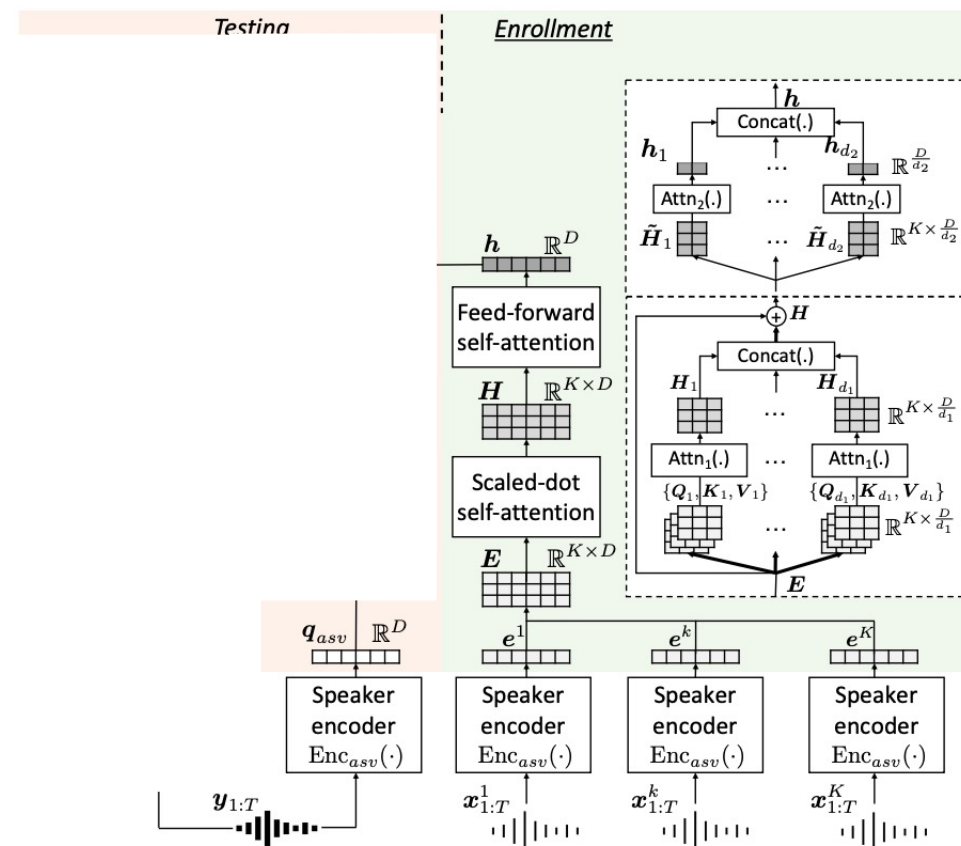 Testing
Enrollment
h
Concat(.)
h_1 h_{d_2} ℝ^{D/d_2}
...
Attn_2(.) ... Attn_2(.)
H̃_1 ... H̃_{d_2} ℝ^{K×D/d_2}
h ℝ^D
Feed-forward
self-attention
H ℝ^{K×D}
Scaled-dot
self-attention
E ℝ^{K×D}
+ H
Concat(.)
H_1 H_{d_1} ℝ^{K×D/d_1}
...
Attn_1(.) ... Attn_1(.)
{Q_1, K_1, V_1} {Q_{d_1}, K_{d_1}, V_{d_1}}
... ℝ^{K×D/d_1}
E
q_{asv} ℝ^D e^1 e^k e^K
Speaker
encoder
Enc_{asv}(·)
Speaker
encoder
Enc_{asv}(·)
Speaker
encoder
Enc_{asv}(·)
Speaker
encoder
Enc_{asv}(·)
y_{1:T} x^1_{1:T} x^k_{1:T} x^K_{1:T}